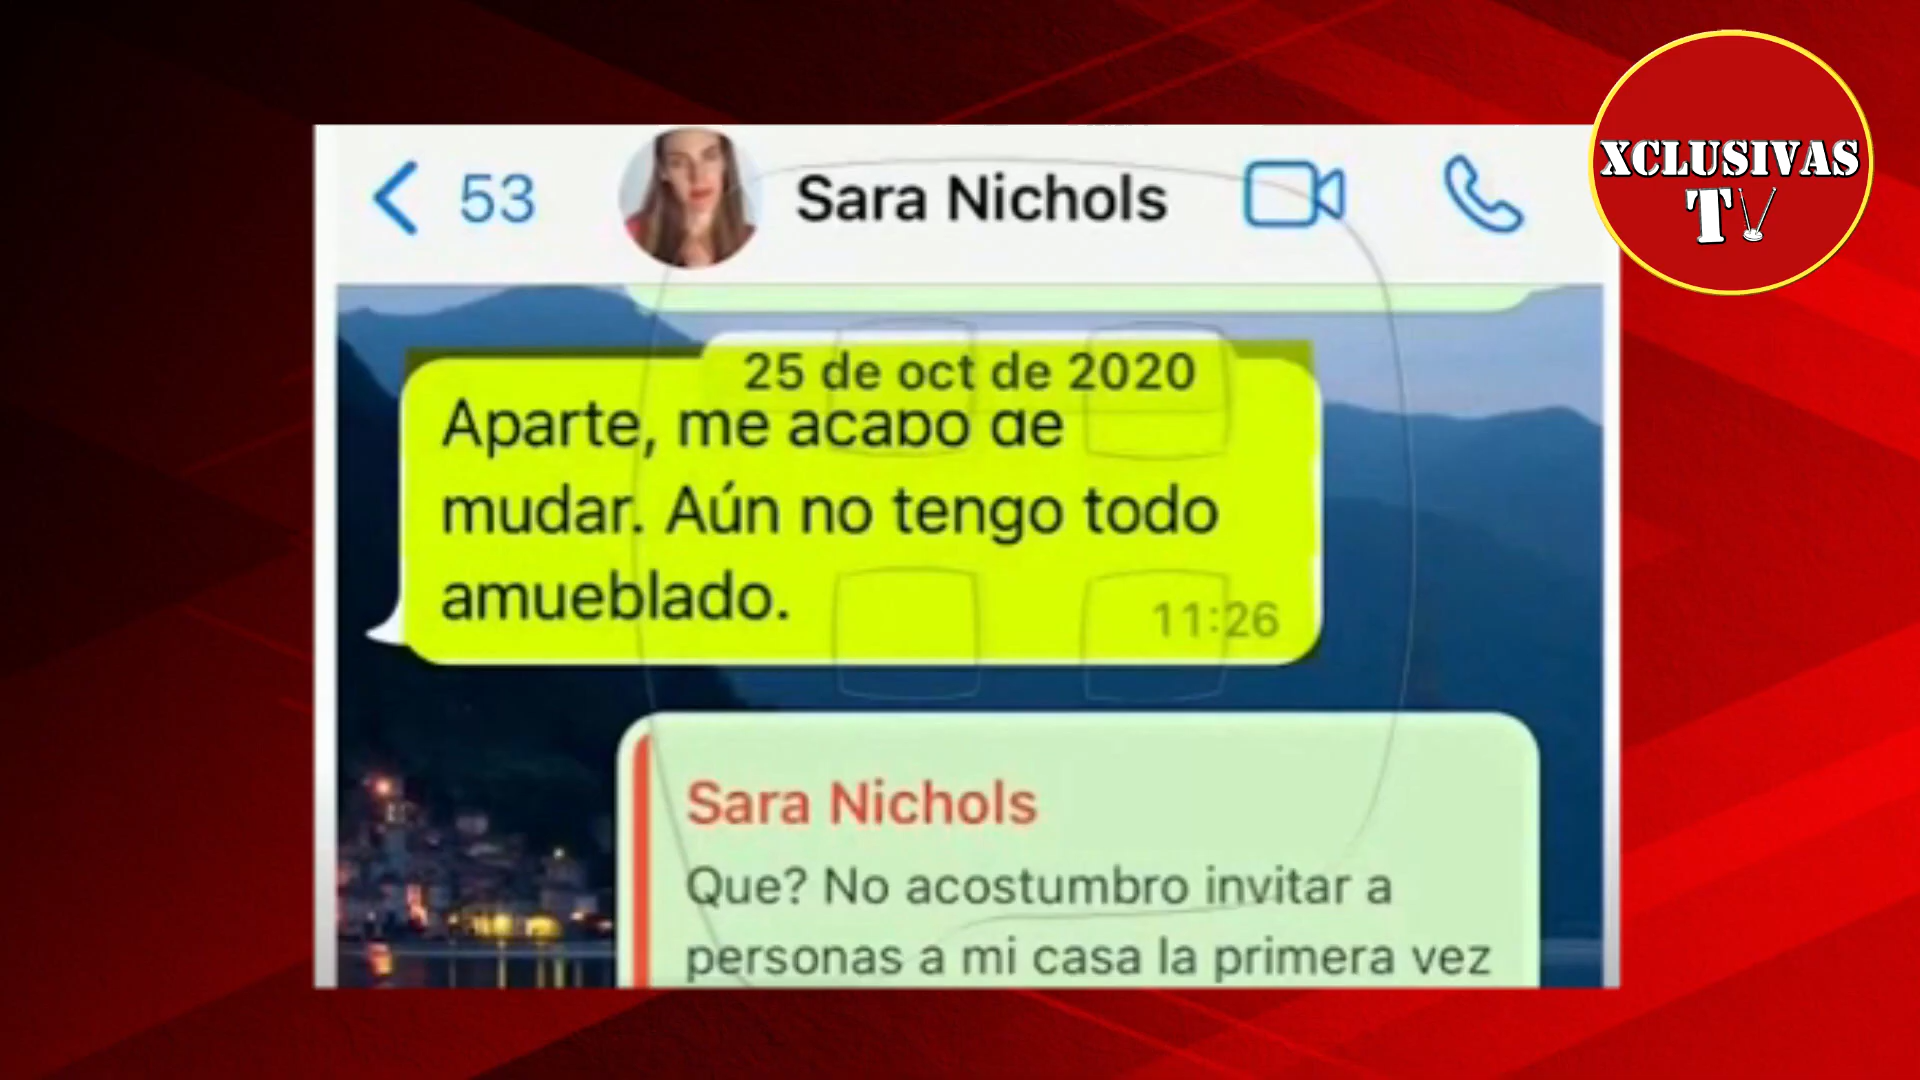 XCLUSIVAS
TV
53
Sara Nichols
25 de oct de 2020
Aparte, me acabo de
mudar. Aún no tengo todo
amueblado.
11:26
Sara Nichols
Que? No acostumbro invitar a
personas a mi casa la primera vez